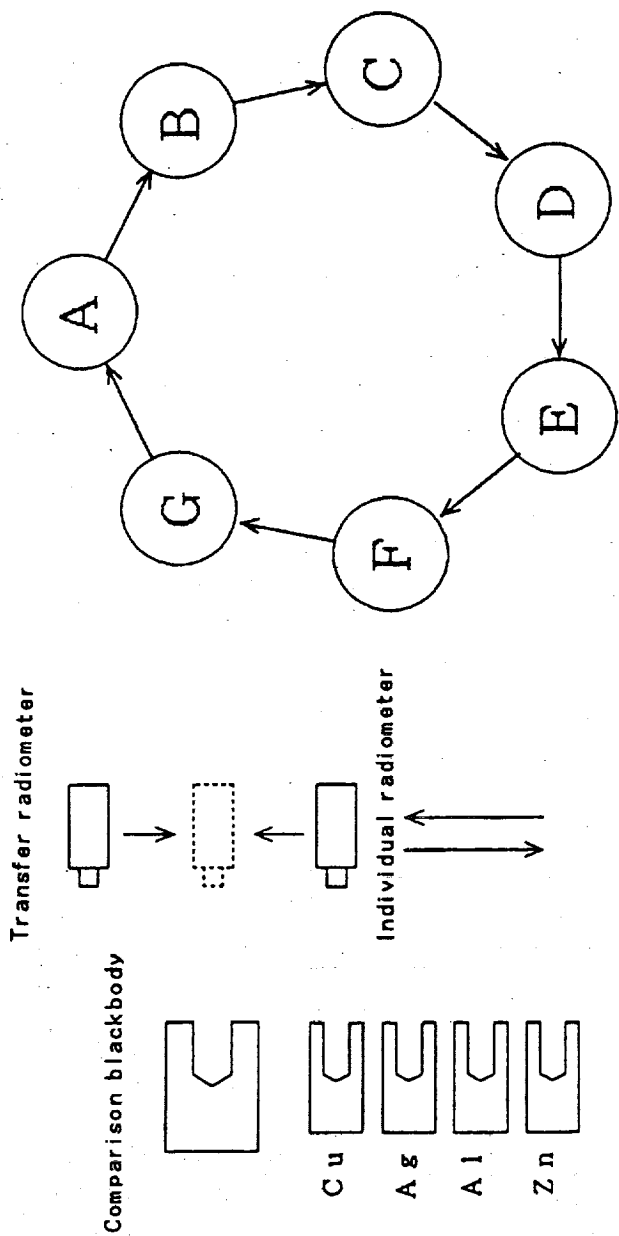 Comparison blackbody
Transfer radiometer
Individual radiometer
Cu
Ag
Al
Zn
A
B
C
D
E
F
G